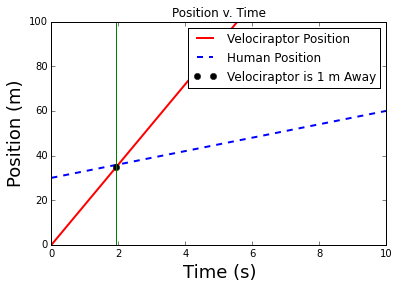 Position v. Time
Velociraptor Position
Human Position
Velociraptor is 1 m Away
Position (m)
100
80
60
40
20
0
0 2 4 6 8 10
Time (s)